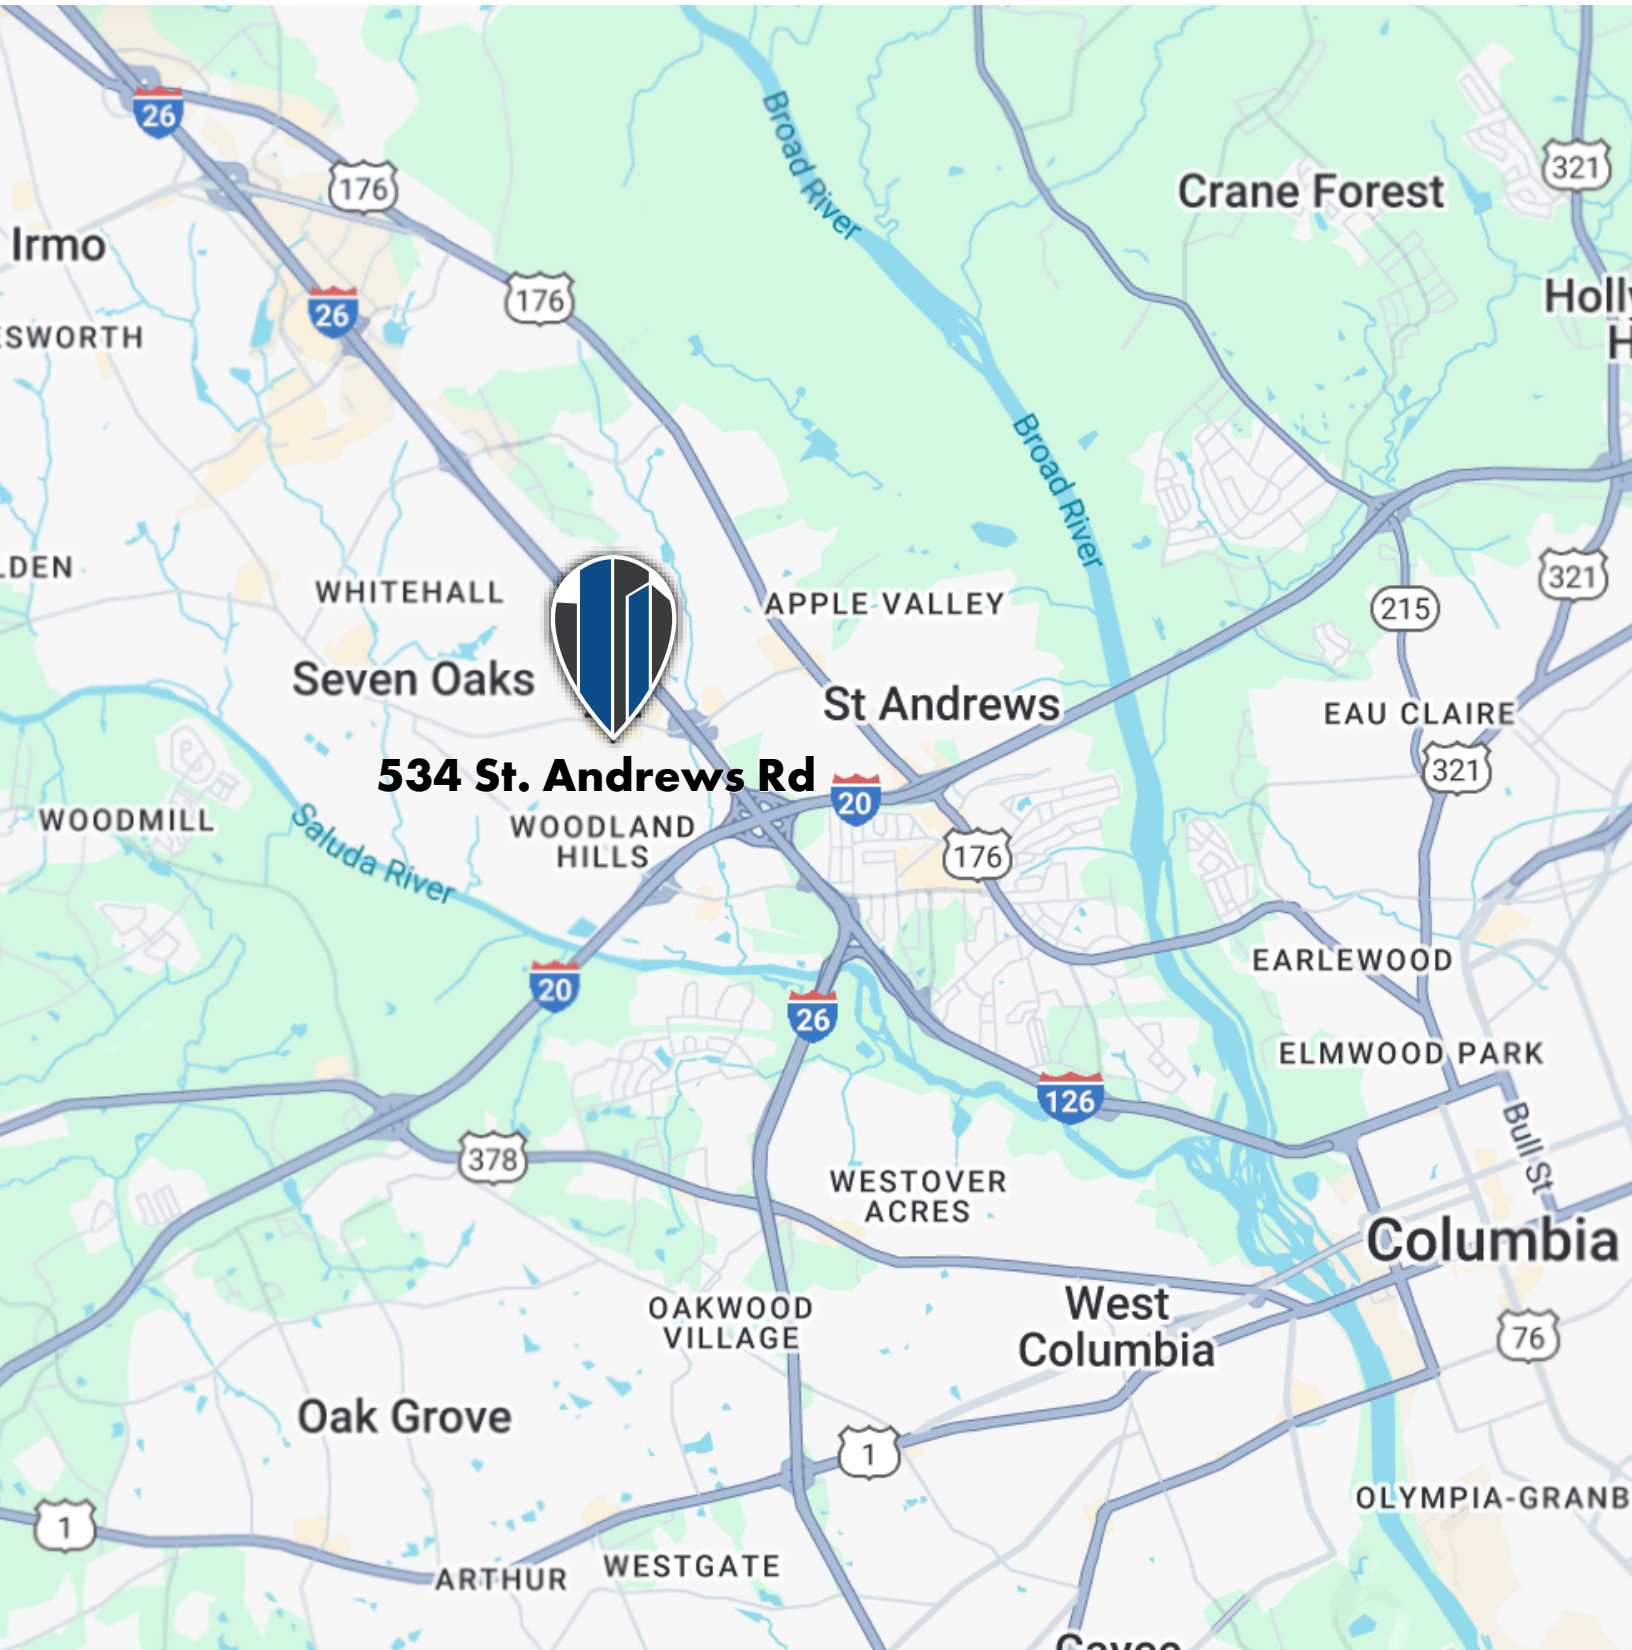 26
Broad River
176
321
Crane Forest
Irmo
176
26
Holly
H
ESWORTH
Broad River
LDEN
321
WHITEHALL
APPLE VALLEY
215
Seven Oaks
St Andrews
EAU CLAIRE
321
534 St. Andrews Rd
20
WOODMILL
WOODLAND
HILLS
Saluda River
176
EARLEWOOD
20
26
ELMWOOD PARK
126
Bull St
378
WESTOVER
ACRES
Columbia
OAKWOOD
VILLAGE
West
Columbia
76
Oak Grove
1
OLYMPIA-GRANB
1
WESTGATE
ARTHUR